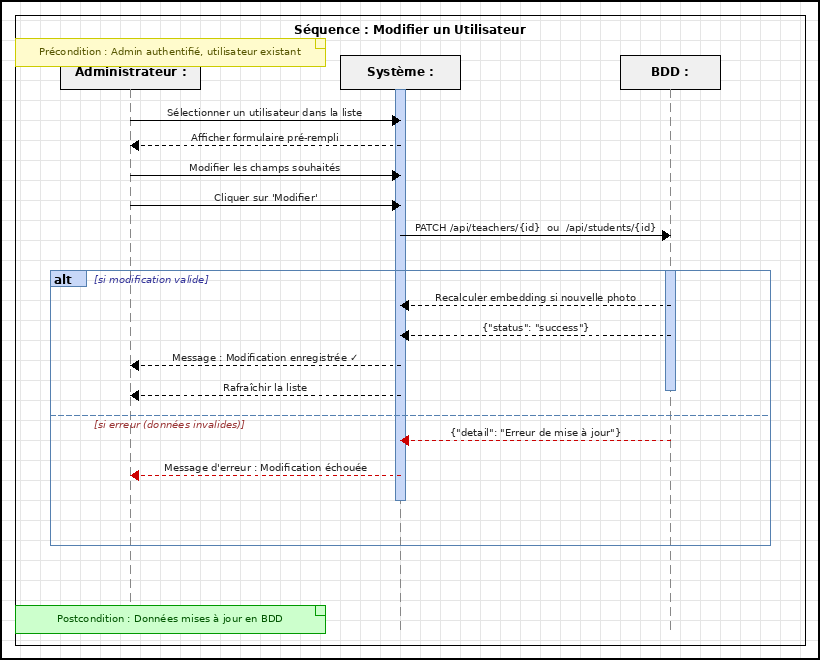 Séquence : Modifier un Utilisateur
Précondition : Admin authentifié, utilisateur existant
Administrateur :
Système :
BDD :
Sélectionner un utilisateur dans la liste
Afficher formulaire pré-rempli
Modifier les champs souhaités
Cliquer sur 'Modifier'
PATCH /api/teachers/{id}  ou  /api/students/{id}
alt
[si modification valide]
Recalculer embedding si nouvelle photo
{"status": "success"}
Message : Modification enregistrée ✓
Rafraîchir la liste
[si erreur (données invalides)]
{"detail": "Erreur de mise à jour"}
Message d'erreur : Modification échouée
Postcondition : Données mises à jour en BDD